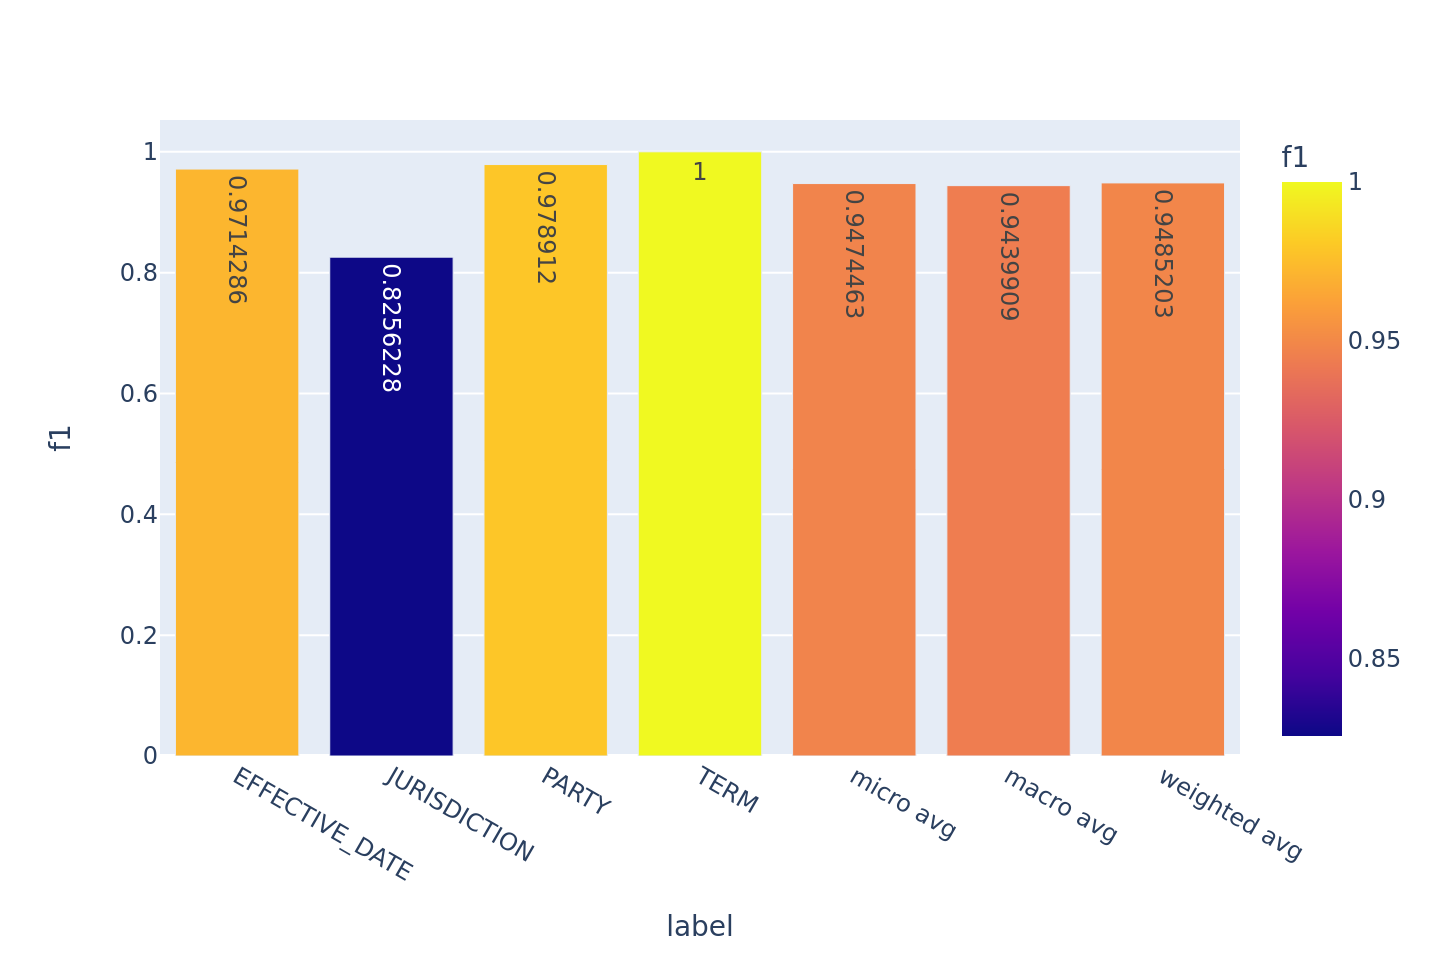 f1
1
0.8
0.6
0.4
0.2
0
0.9714286
0.8256228
0.978912
1
0.9474463
0.9439909
0.9485203
EFFECTIVE_DATE
JURISDICTION
PARTY
TERM
micro avg
macro avg
weighted avg
label
f1
1
0.95
0.9
0.85